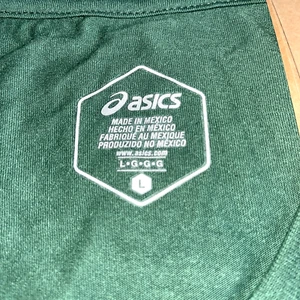 asics
MADE IN MEXICO
HECHO EN MÉXICO
FABRIQUÉ AU MEXIQUE
PRODUZIDO NO MÉXICO
www.asics.com
L•G•G•G
L